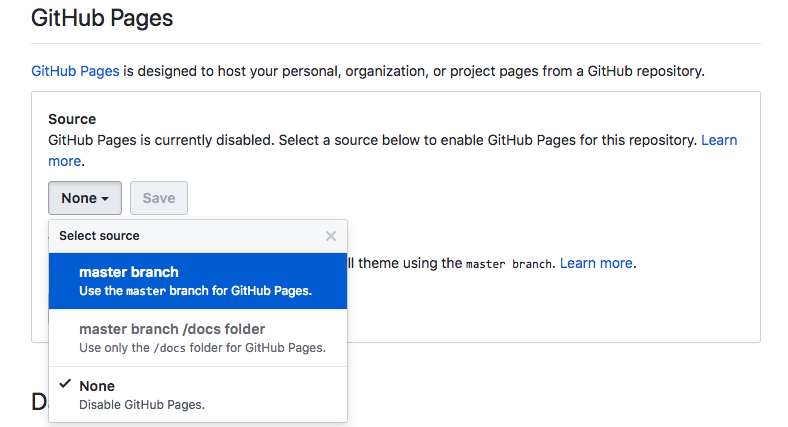 GitHub Pages
GitHub Pages is designed to host your personal, organization, or project pages from a GitHub repository.
Source
GitHub Pages is currently disabled. Select a source below to enable GitHub Pages for this repository. Learn
more.
None
Save
Select source
master branch
Use the master branch for GitHub Pages.
theme using the master branch. Learn more.
master branch /docs folder
Use only the /docs folder for GitHub Pages.
None
Disable GitHub Pages.